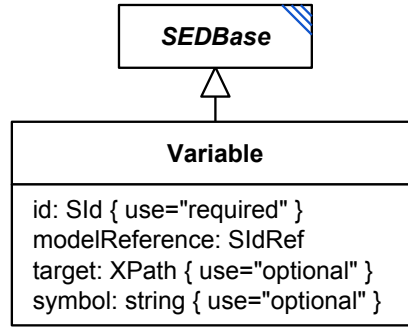 SEDBase
Variable
id: SId { use="required" }
modelReference: SIdRef
target: XPath { use="optional" }
symbol: string { use="optional" }